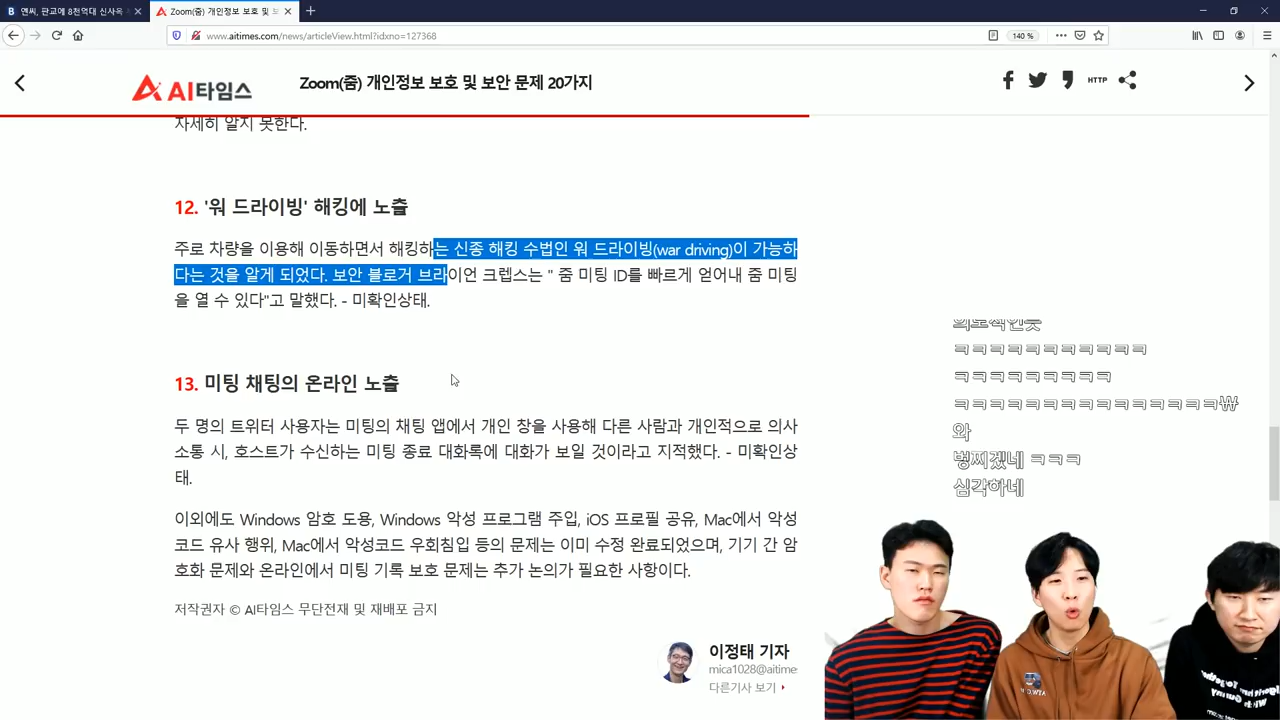 엔씨, 판교에 8천억대 신사옥
Zoom(줌) 개인정보 보호 및 보
www.aitimes.com/news/articleView.html?idxno=127368
140 %
AI타임스
Zoom(줌) 개인정보 보호 및 보안 문제 20가지
HTTP
자세히 알지 못한다.
12. '워 드라이빙' 해킹에 노출
주로 차량을 이용해 이동하면서 해킹하는 신종 해킹 수법인 워 드라이빙(war driving)이 가능하
다는 것을 알게 되었다. 보안 블로거 브라이언 크렙스는 " 줌 미팅 ID를 빠르게 얻어내 줌 미팅
을 열 수 있다"고 말했다. - 미확인상태.
13. 미팅 채팅의 온라인 노출
두 명의 트위터 사용자는 미팅의 채팅 앱에서 개인 창을 사용해 다른 사람과 개인적으로 의사
소통 시, 호스트가 수신하는 미팅 종료 대화록에 대화가 보일 것이라고 지적했다. - 미확인상
태.
이외에도 Windows 암호 도용, Windows 악성 프로그램 주입, iOS 프로필 공유, Mac에서 악성
코드 유사 행위, Mac에서 악성코드 우회침입 등의 문제는 이미 수정 완료되었으며, 기기 간 암
호화 문제와 온라인에서 미팅 기록 보호 문제는 추가 논의가 필요한 사항이다.
저작권자 © AI타임스 무단전재 및 재배포 금지
이정태 기자
mica1028@aitime
다른기사 보기
ㅋㅋㅋㅋㅋㅋㅋㅋㅋㅋㅋ
ㅋㅋㅋㅋㅋㅋㅋㅋㅋ
ㅋㅋㅋㅋㅋㅋㅋㅋㅋㅋㅋㅋㅋㅋㅋ₩
와
벙찌겠네 ㅋㅋㅋ
심각하네